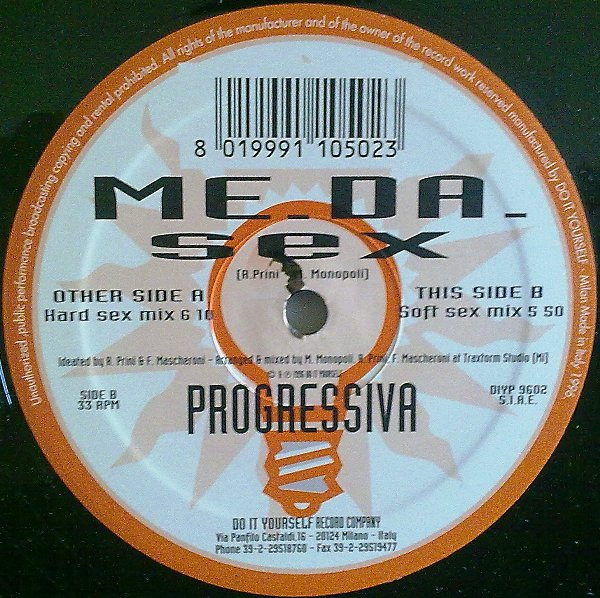 Unauthorized ,public performance broadcasting copying and rental prohibited. All rights of the manufacturer and of the owner of the record work reserved manufactured by DO IT YOURSELF - Milan Made in Italy 1996
8 019991 105023
ME.DA.
sex
(R.Prini - M. Monopoli)
OTHER SIDE A
Hard sex mix 6 10
THIS SIDE B
Soft sex mix 5 50
Ideated by R. Prini & F. Mascheroni - Arranged & mixed by M. Monopoli, R. Prini, F. Mascheroni at Traxform Studio (Mi)
© & ℗ 1996 DO IT YOURSELF
SIDE B
33 RPM
PROGRESSIVA
DIYP 9602
S.I.A.E.
DO IT YOURSELF RECORD COMPANY
Via Panfilo Castaldi,16 - 20124 Milano - Italy
Phone 39-2-29518760 - Fax 39-2-29519477